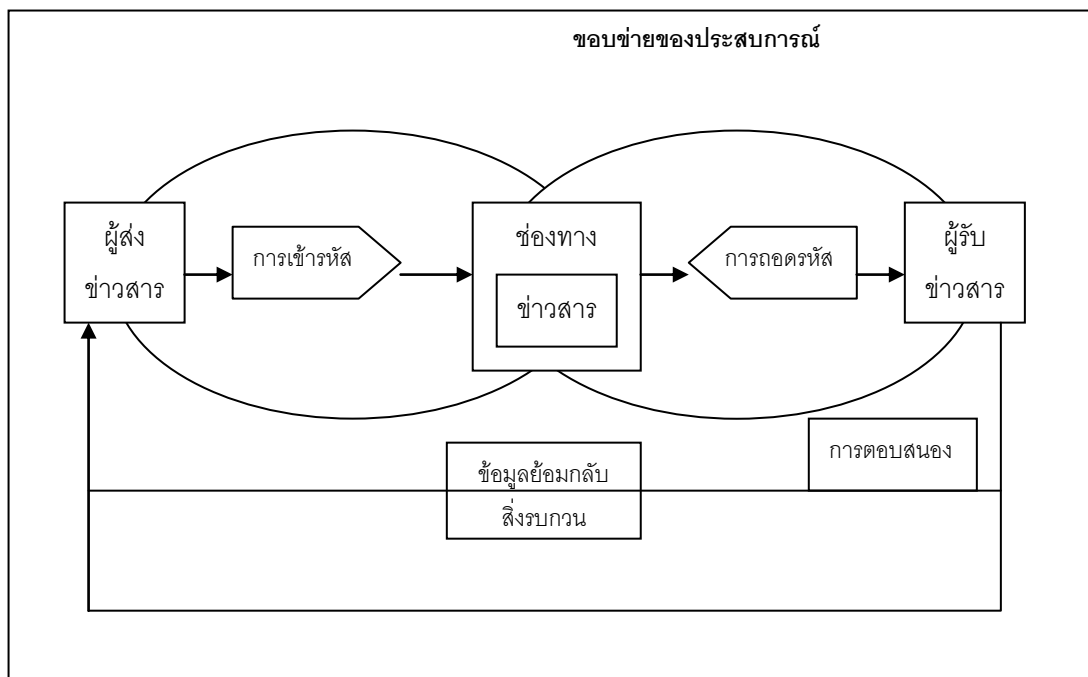 ขอบข่ายของประสบการณ์
ผู้ส่ง
ข่าวสาร
การเข้ารหัส
ช่องทาง
ข่าวสาร
การถอดรหัส
ผู้รับ
ข่าวสาร
การตอบสนอง
ข้อมูลย้อมกลับ
สิ่งรบกวน